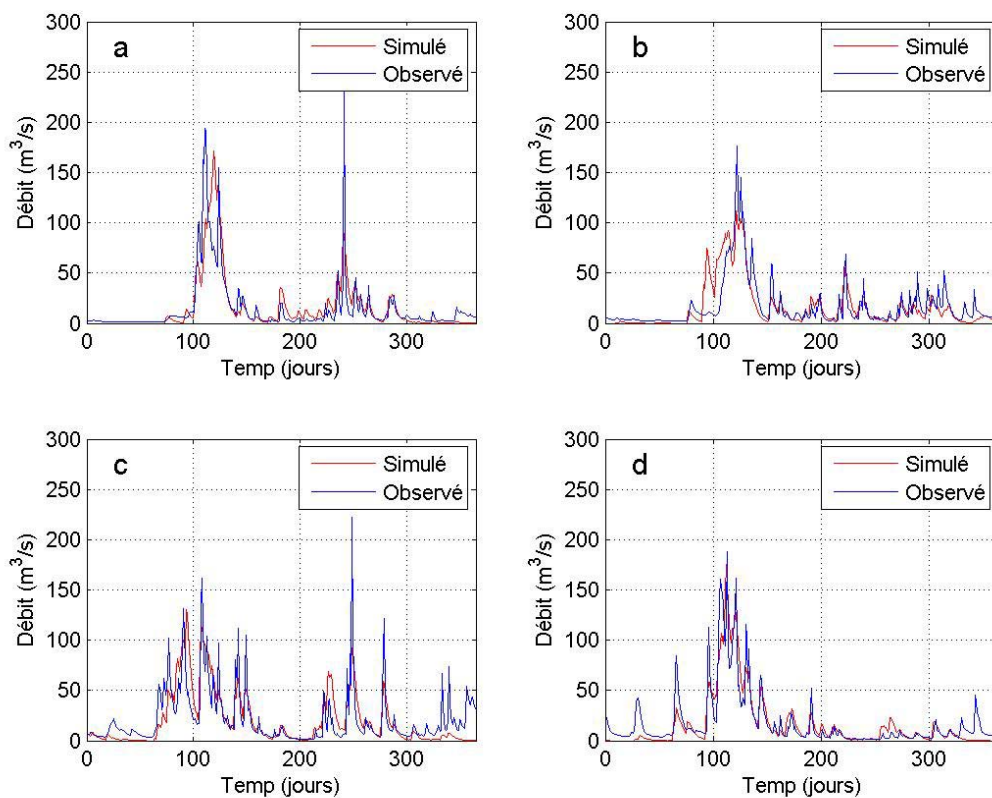 a
Simulé
Observé
300
250
200
150
100
50
0
Débit (m³/s)
0 100 200 300
Temp (jours)
b
Simulé
Observé
300
250
200
150
100
50
0
Débit (m³/s)
0 100 200 300
Temp (jours)
c
Simulé
Observé
300
250
200
150
100
50
0
Débit (m³/s)
0 100 200 300
Temp (jours)
d
Simulé
Observé
300
250
200
150
100
50
0
Débit (m³/s)
0 100 200 300
Temp (jours)